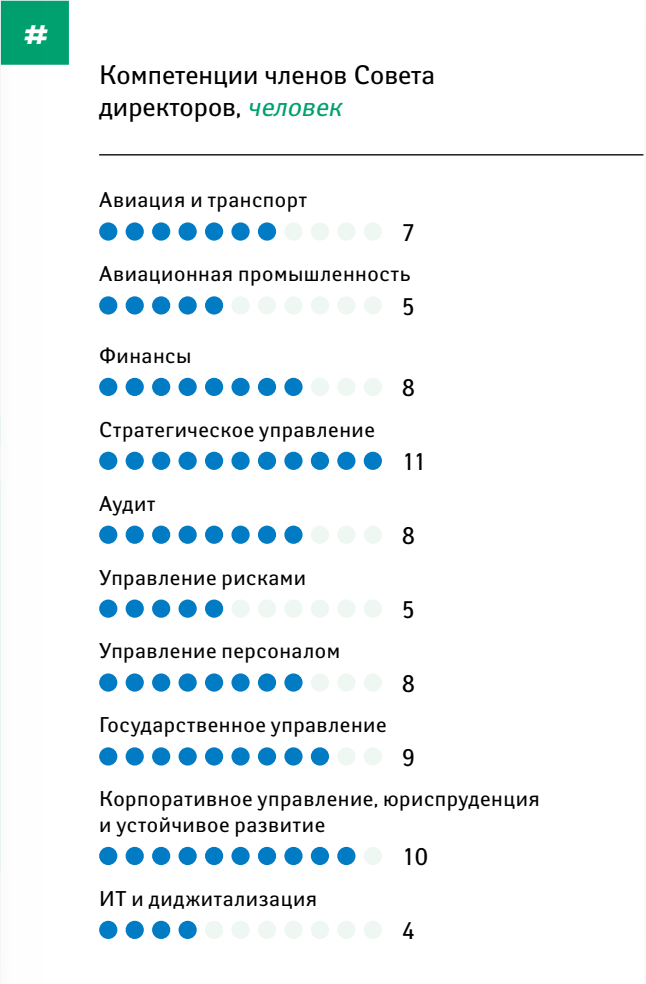 #
Компетенции членов Совета
директоров, человек
Авиация и транспорт
7
Авиационная промышленность
5
Финансы
8
Стратегическое управление
11
Аудит
8
Управление рисками
5
Управление персоналом
8
Государственное управление
9
Корпоративное управление, юриспруденция
и устойчивое развитие
10
ИТ и диджитализация
4